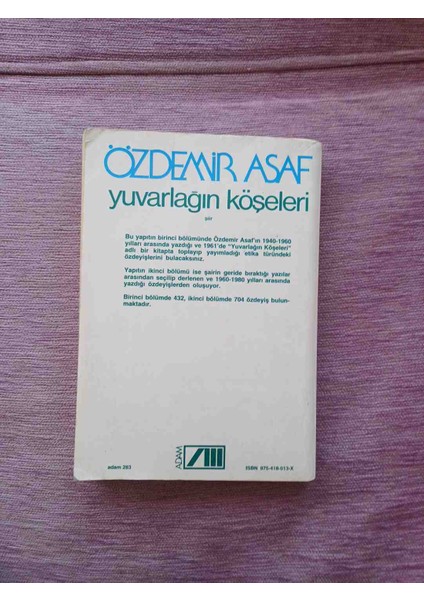 ÖZDEMİR ASAF
yuvarlağın köşeleri
şiir
Bu yapıtın birinci bölümünde Özdemir Asaf'ın 1940-1960
yılları arasında yazdığı ve 1961'de "Yuvarlağın Köşeleri"
adlı bir kitapta toplayıp yayımladığı etika türündeki
özdeyişlerini bulacaksınız.
Yapıtın ikinci bölümü ise şairin geride bıraktığı yazılar
arasından seçilip derlenen ve 1960-1980 yılları arasında
yazdığı özdeyişlerden oluşuyor.
Birinci bölümde 432, ikinci bölümde 704 özdeyiş bulun-
maktadır.
adam 283
ADAM
ISBN 975-418-013-X